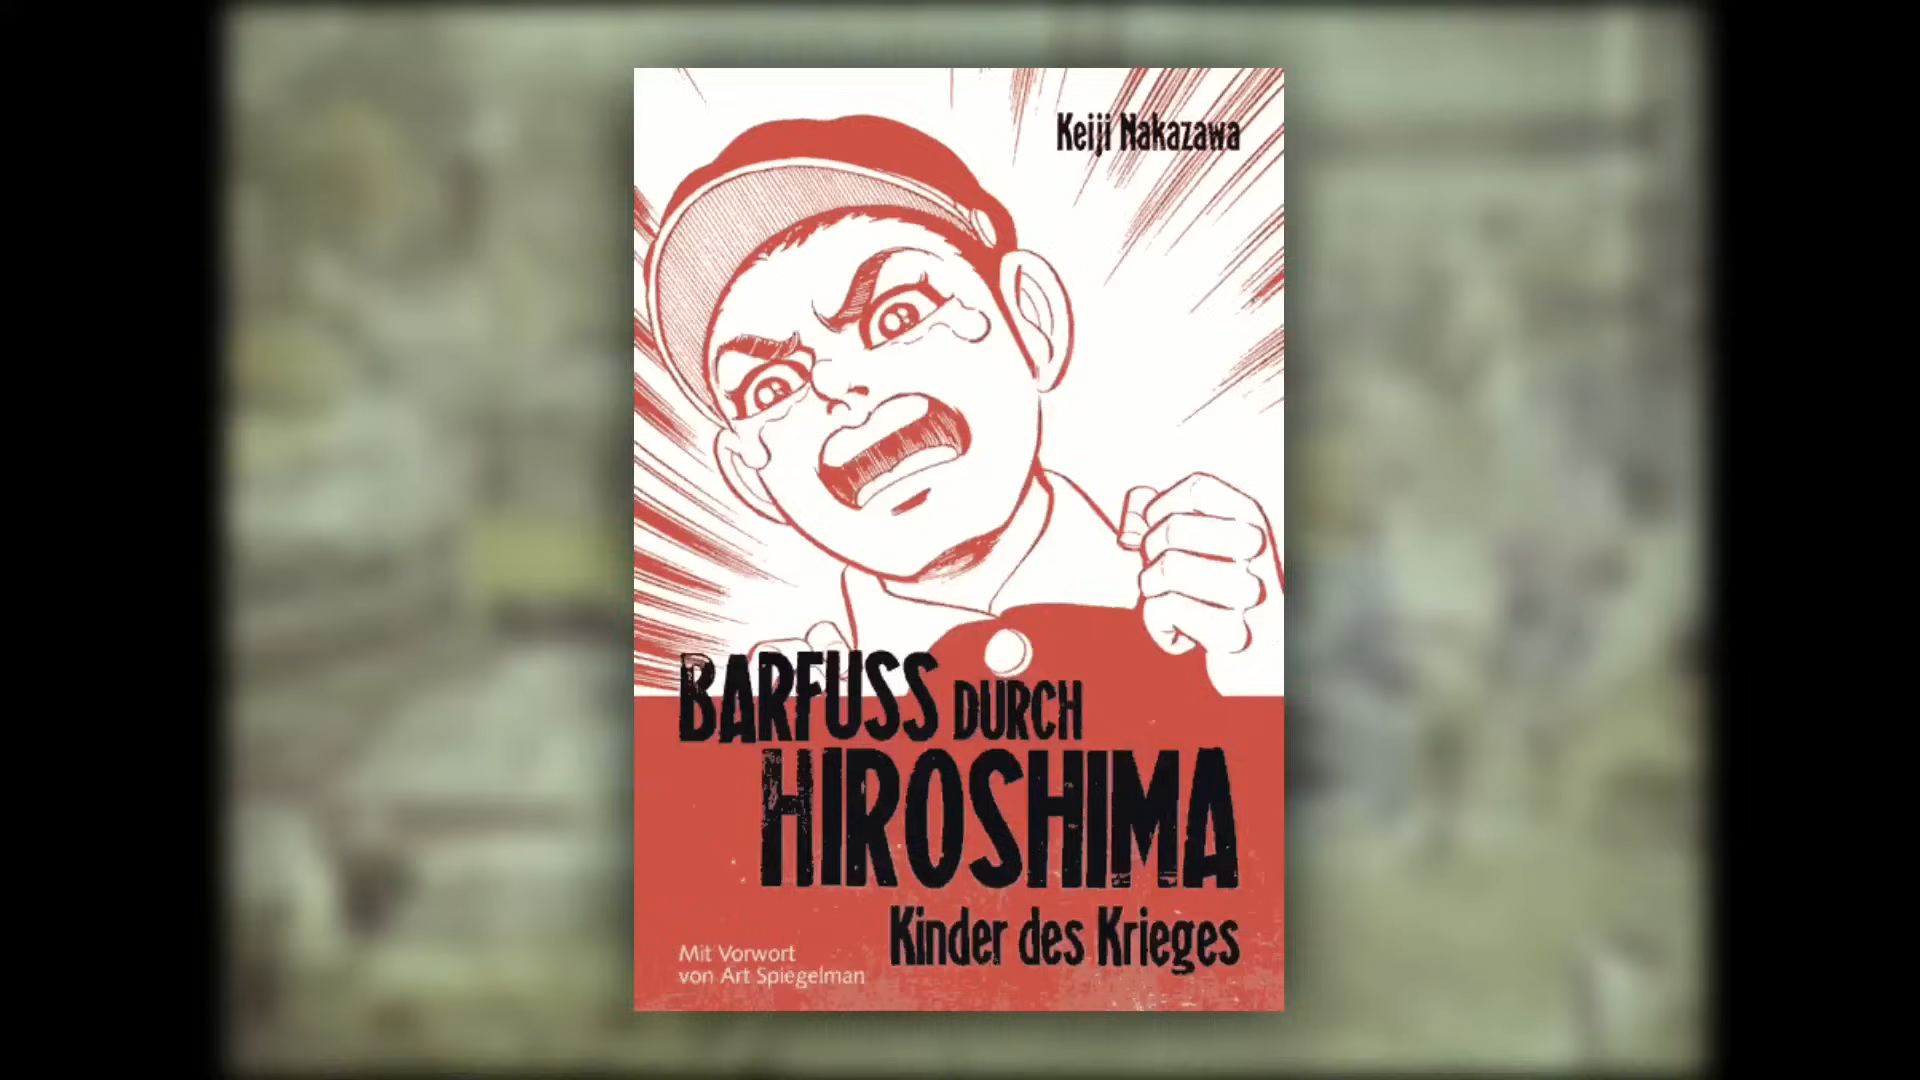 Keiji Nakazawa
BARFUSS DURCH
HIROSHIMA
Kinder des Krieges
Mit Vorwort
von Art Spiegelman